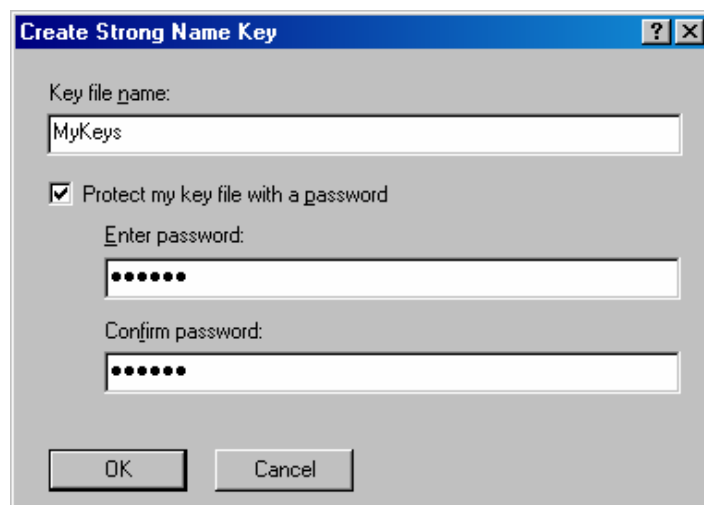 Create Strong Name Key
Key file name:
MyKeys
Protect my key file with a password
Enter password:
●●●●●●
Confirm password:
●●●●●●
OK Cancel